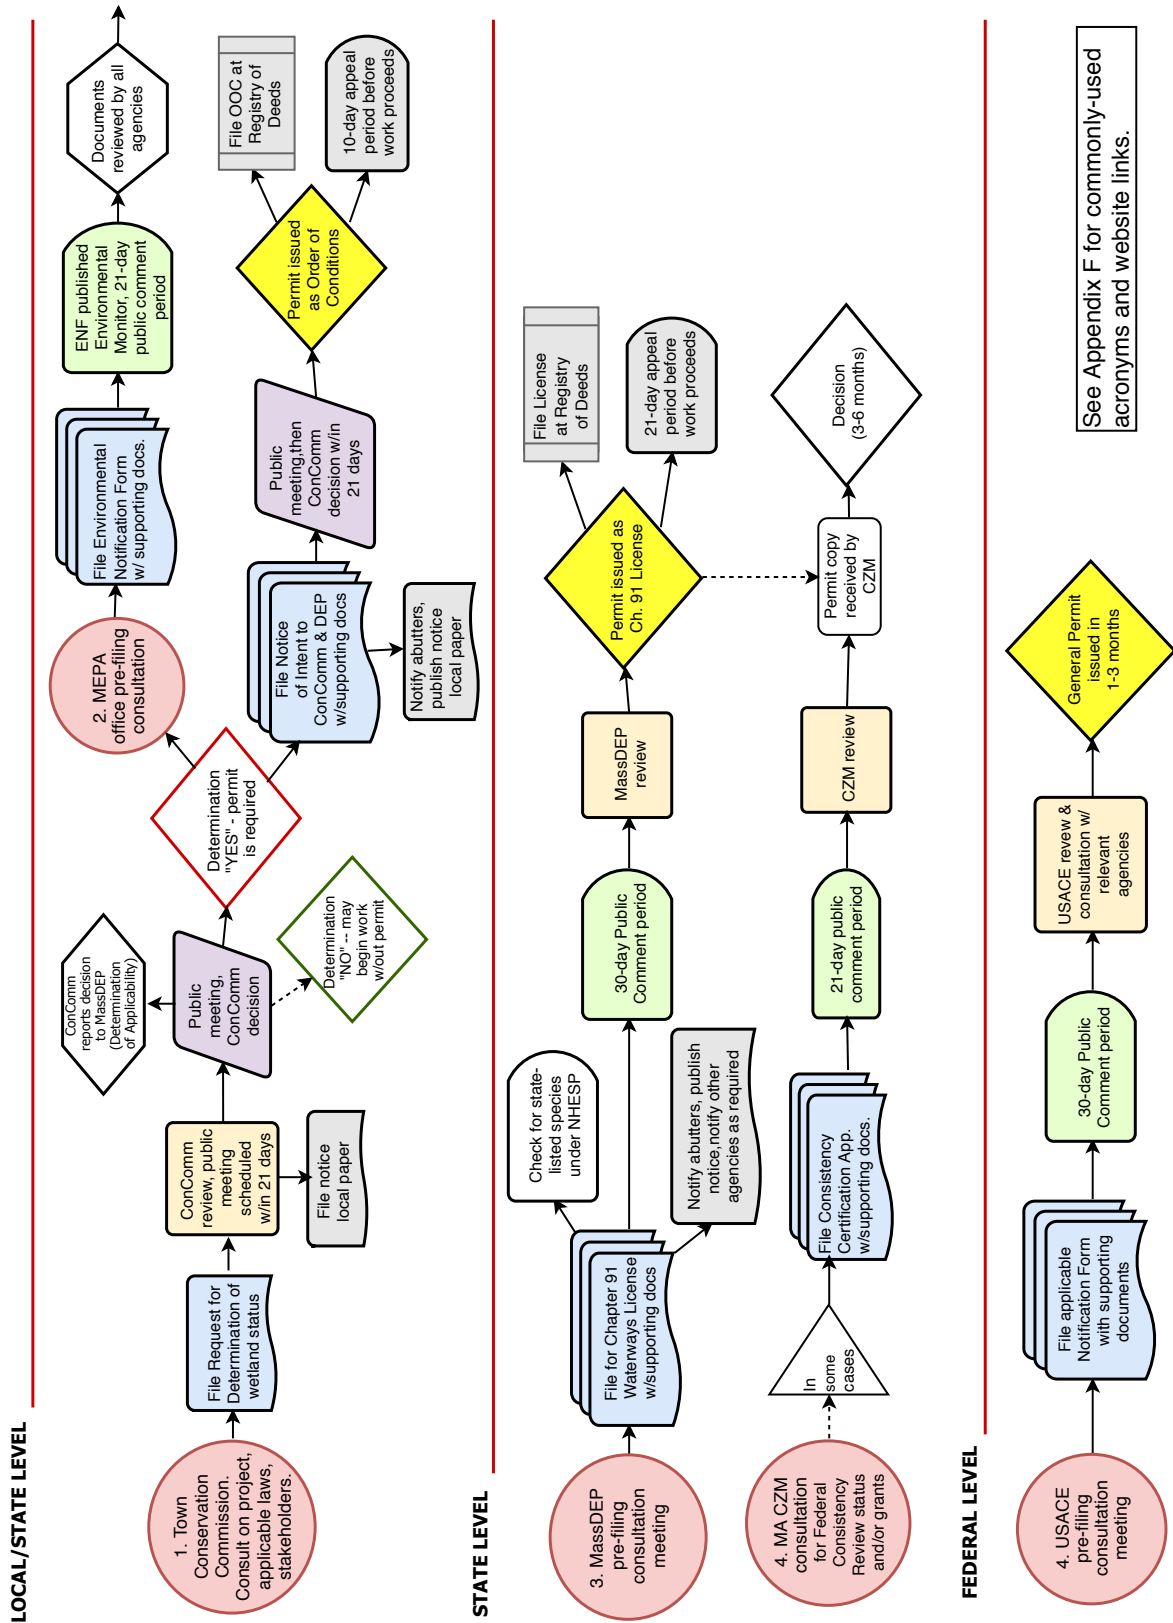 LOCAL/STATE LEVEL
1. Town
Conservation
Commission.
Consult on project,
applicable laws,
stakeholders.
File Request for
Determination of
wetland status
ConComm
review, public
meeting
scheduled
w/in 21 days
File notice
local paper
ConComm
reports decision
to MassDEP
(Determination
of Applicability)
Public
meeting,
ConComm
decision
Determination
"YES" - permit
is required
Determination
"NO" -- may
begin work
w/out permit
2. MEPA
office pre-filing
consultation
File Environmental
Notification Form
w/ supporting docs.
ENF published
Environmental
Monitor, 21-day
public comment
period
Documents
reviewed by all
agencies
File Notice
of Intent to
ConComm & DEP
w/supporting docs
Notify abutters,
publish notice
local paper
Public
meeting,then
ConComm
decision w/in
21 days
Permit issued
as Order of
Conditions
File OOC at
Registry of
Deeds
10-day appeal
period before
work proceeds
STATE LEVEL
3. MassDEP
pre-filing
consultation
meeting
File for Chapter 91
Waterways License
w/supporting docs
Check for state-
listed species
under NHESP
Notify abutters, publish
notice,notify other
agencies as required
30-day Public
Comment period
MassDEP
review
Permit issued as
Ch. 91 License
File License
at Registry
of Deeds
21-day appeal
period before
work proceeds
4. MA CZM
consultation
for Federal
Consistency
Review status
and/or grants
In
some
cases
File Consistency
Certification App.
w/supporting docs.
21-day public
comment period
CZM review
Permit copy
received by
CZM
Decision
(3-6 months)
FEDERAL LEVEL
4. USACE
pre-filing
consultation
meeting
File applicable
Notification Form
with supporting
documents
30-day Public
Comment period
USACE revew &
consultation w/
relevant
agencies
General Permit
issued in
1-3 months
See Appendix F for commonly-used
acronyms and website links.